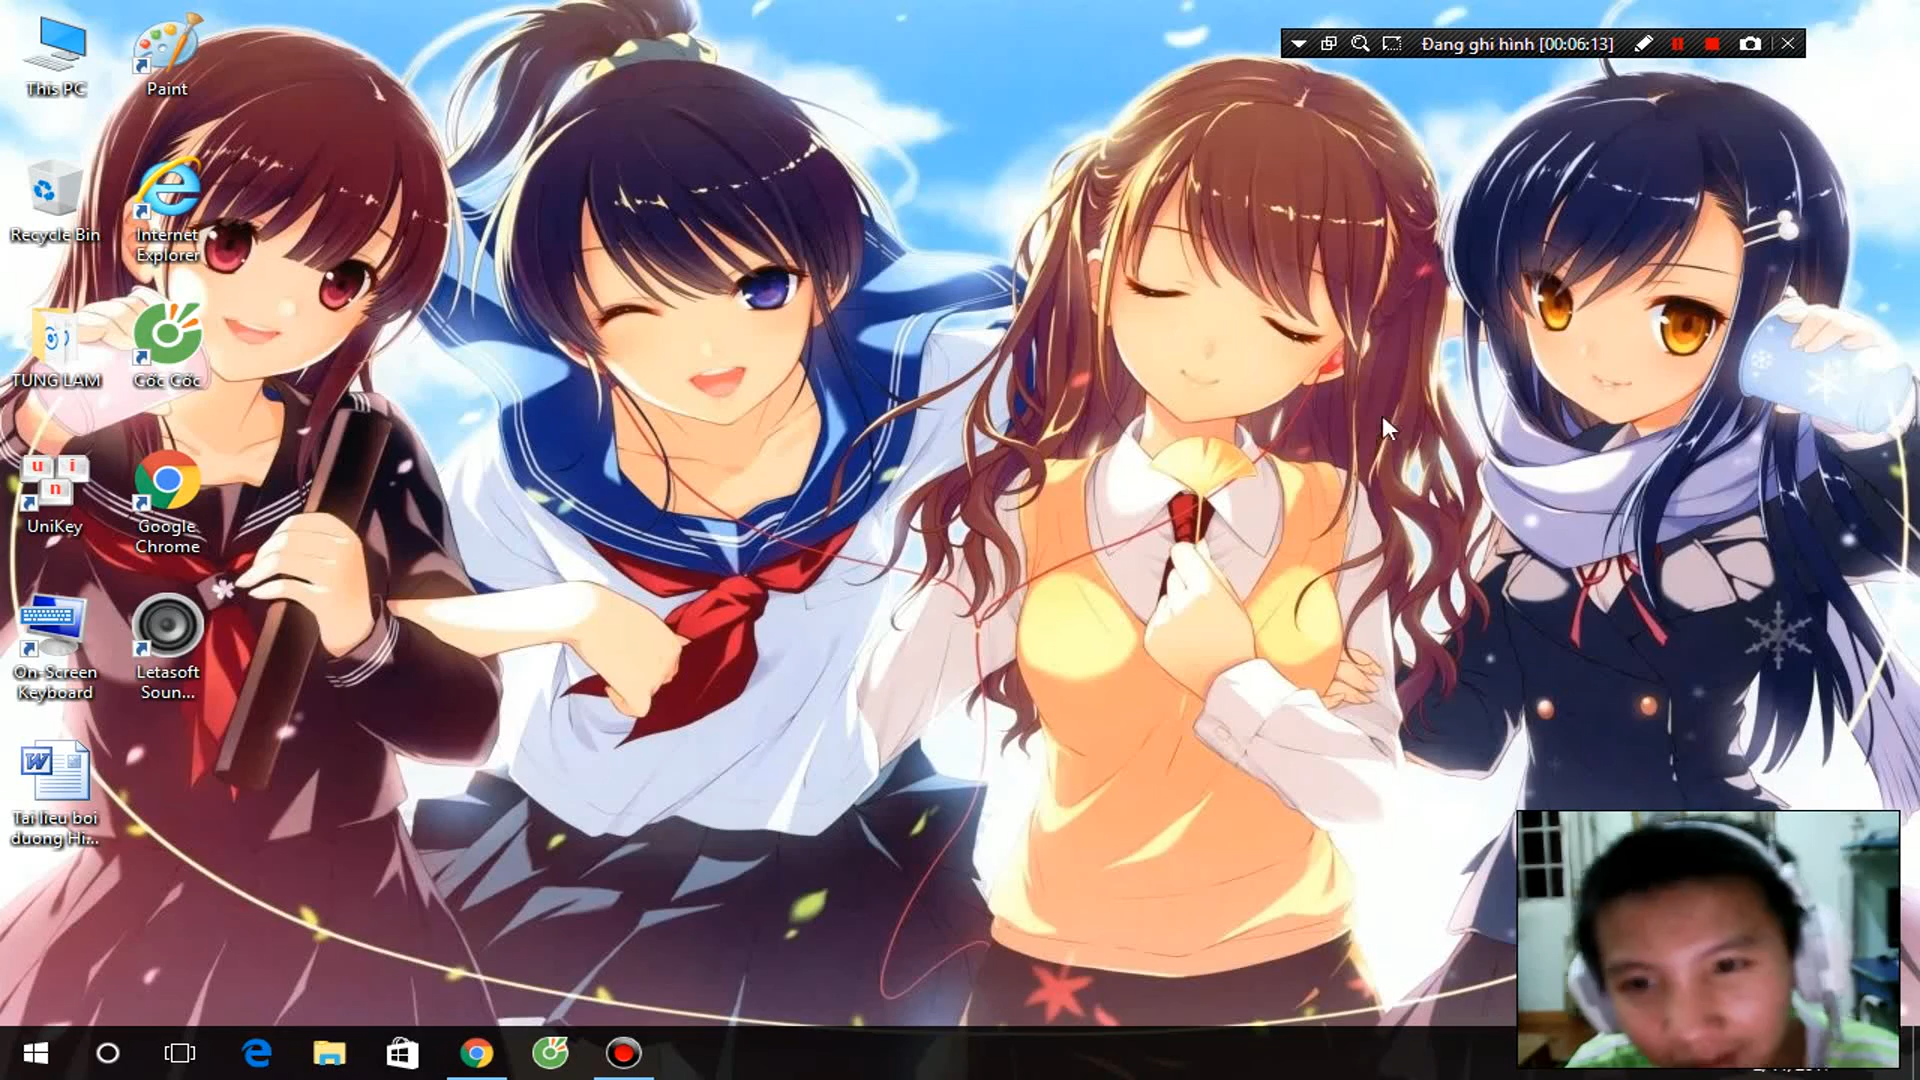 Đang ghi hình [00:06:13]
This PC
Paint
Recycle Bin
Internet
Explorer
TUNG LAM
Cốc Cốc
u i
n
UniKey
Google
Chrome
On-Screen
Keyboard
Letasoft
Soun...
W
Tai lieu boi
duong Hi...